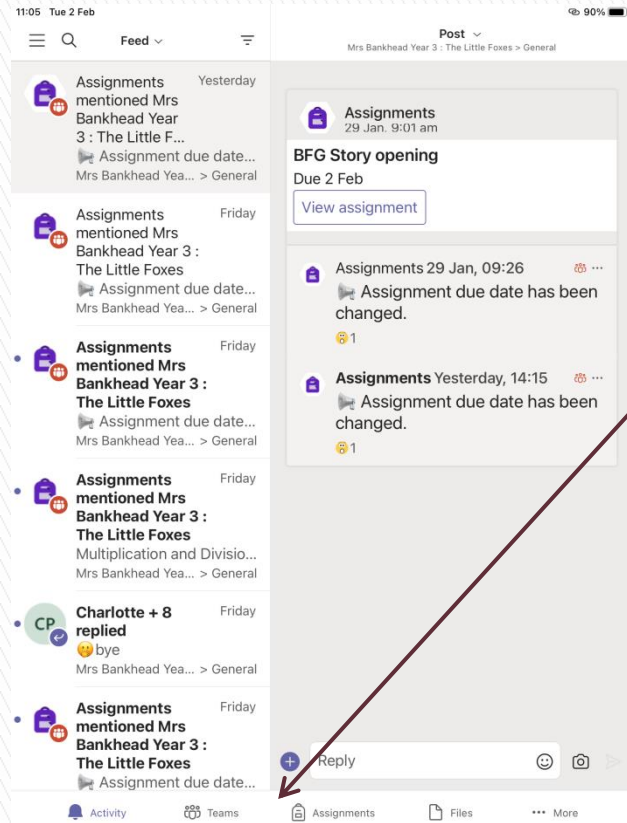 11:05 Tue 2 Feb
90%
Feed
Post
Mrs Bankhead Year 3 : The Little Foxes > General
Assignments
mentioned Mrs
Bankhead Year
3 : The Little F...
Yesterday
Assignment due date...
Mrs Bankhead Yea... > General
Assignments
mentioned Mrs
Bankhead Year 3 :
The Little Foxes
Friday
Assignment due date...
Mrs Bankhead Yea... > General
Assignments
mentioned Mrs
Bankhead Year 3 :
The Little Foxes
Friday
Assignment due date...
Mrs Bankhead Yea... > General
Assignments
mentioned Mrs
Bankhead Year 3 :
The Little Foxes
Friday
Multiplication and Divisio...
Mrs Bankhead Yea... > General
CP
Charlotte + 8
replied
Friday
bye
Mrs Bankhead Yea... > General
Assignments
mentioned Mrs
Bankhead Year 3 :
The Little Foxes
Friday
Assignment due date...
Assignments
29 Jan. 9:01 am
BFG Story opening
Due 2 Feb
View assignment
Assignments 29 Jan, 09:26
Assignment due date has been
changed.
1
Assignments Yesterday, 14:15
Assignment due date has been
changed.
1
Reply
Activity
Teams
Assignments
Files
More